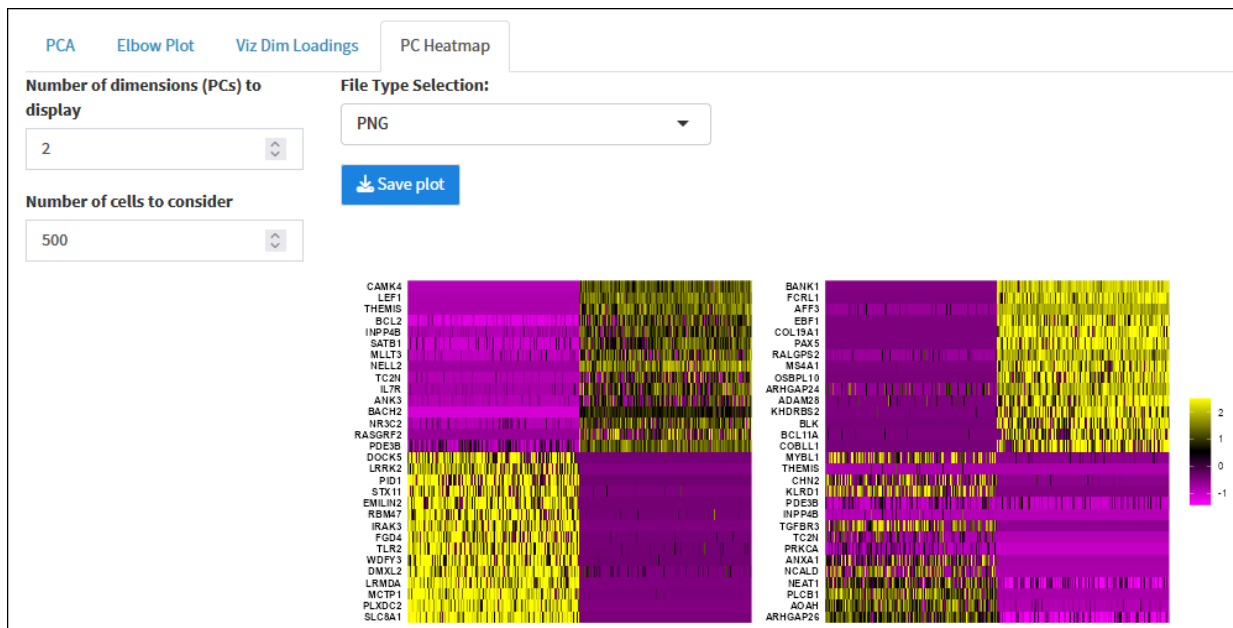 PCA
Elbow Plot
Viz Dim Loadings
PC Heatmap
Number of dimensions (PCs) to
display
2
Number of cells to consider
500
File Type Selection:
PNG
Save plot
CAMK4
LEF1
THEMIS
BCL2
INPP4B
SATB1
MLLT3
NELL2
TC2N
IL7R
ANK3
BACH2
NR3C2
RASGRF2
PDE3B
DOCK5
LRRK2
PID1
STX11
EMILIN2
RBM47
IRAK3
FGD4
TLR2
WDFY3
DMXL2
LRMDA
MCTP1
PLXDC2
SLC8A1
BANK1
FCRL1
AFF3
EBF1
COL19A1
PAX5
RALGPS2
MS4A1
OSBPL10
ARHGAP24
ADAM28
KHDRBS2
BLK
BCL11A
COBLL1
MYBL1
THEMIS
CHN2
KLRD1
PDE3B
INPP4B
TGFBR3
TC2N
PRKCA
ANXA1
NCALD
NEAT1
PLCB1
AOAH
ARHGAP26
2
1
0
-1